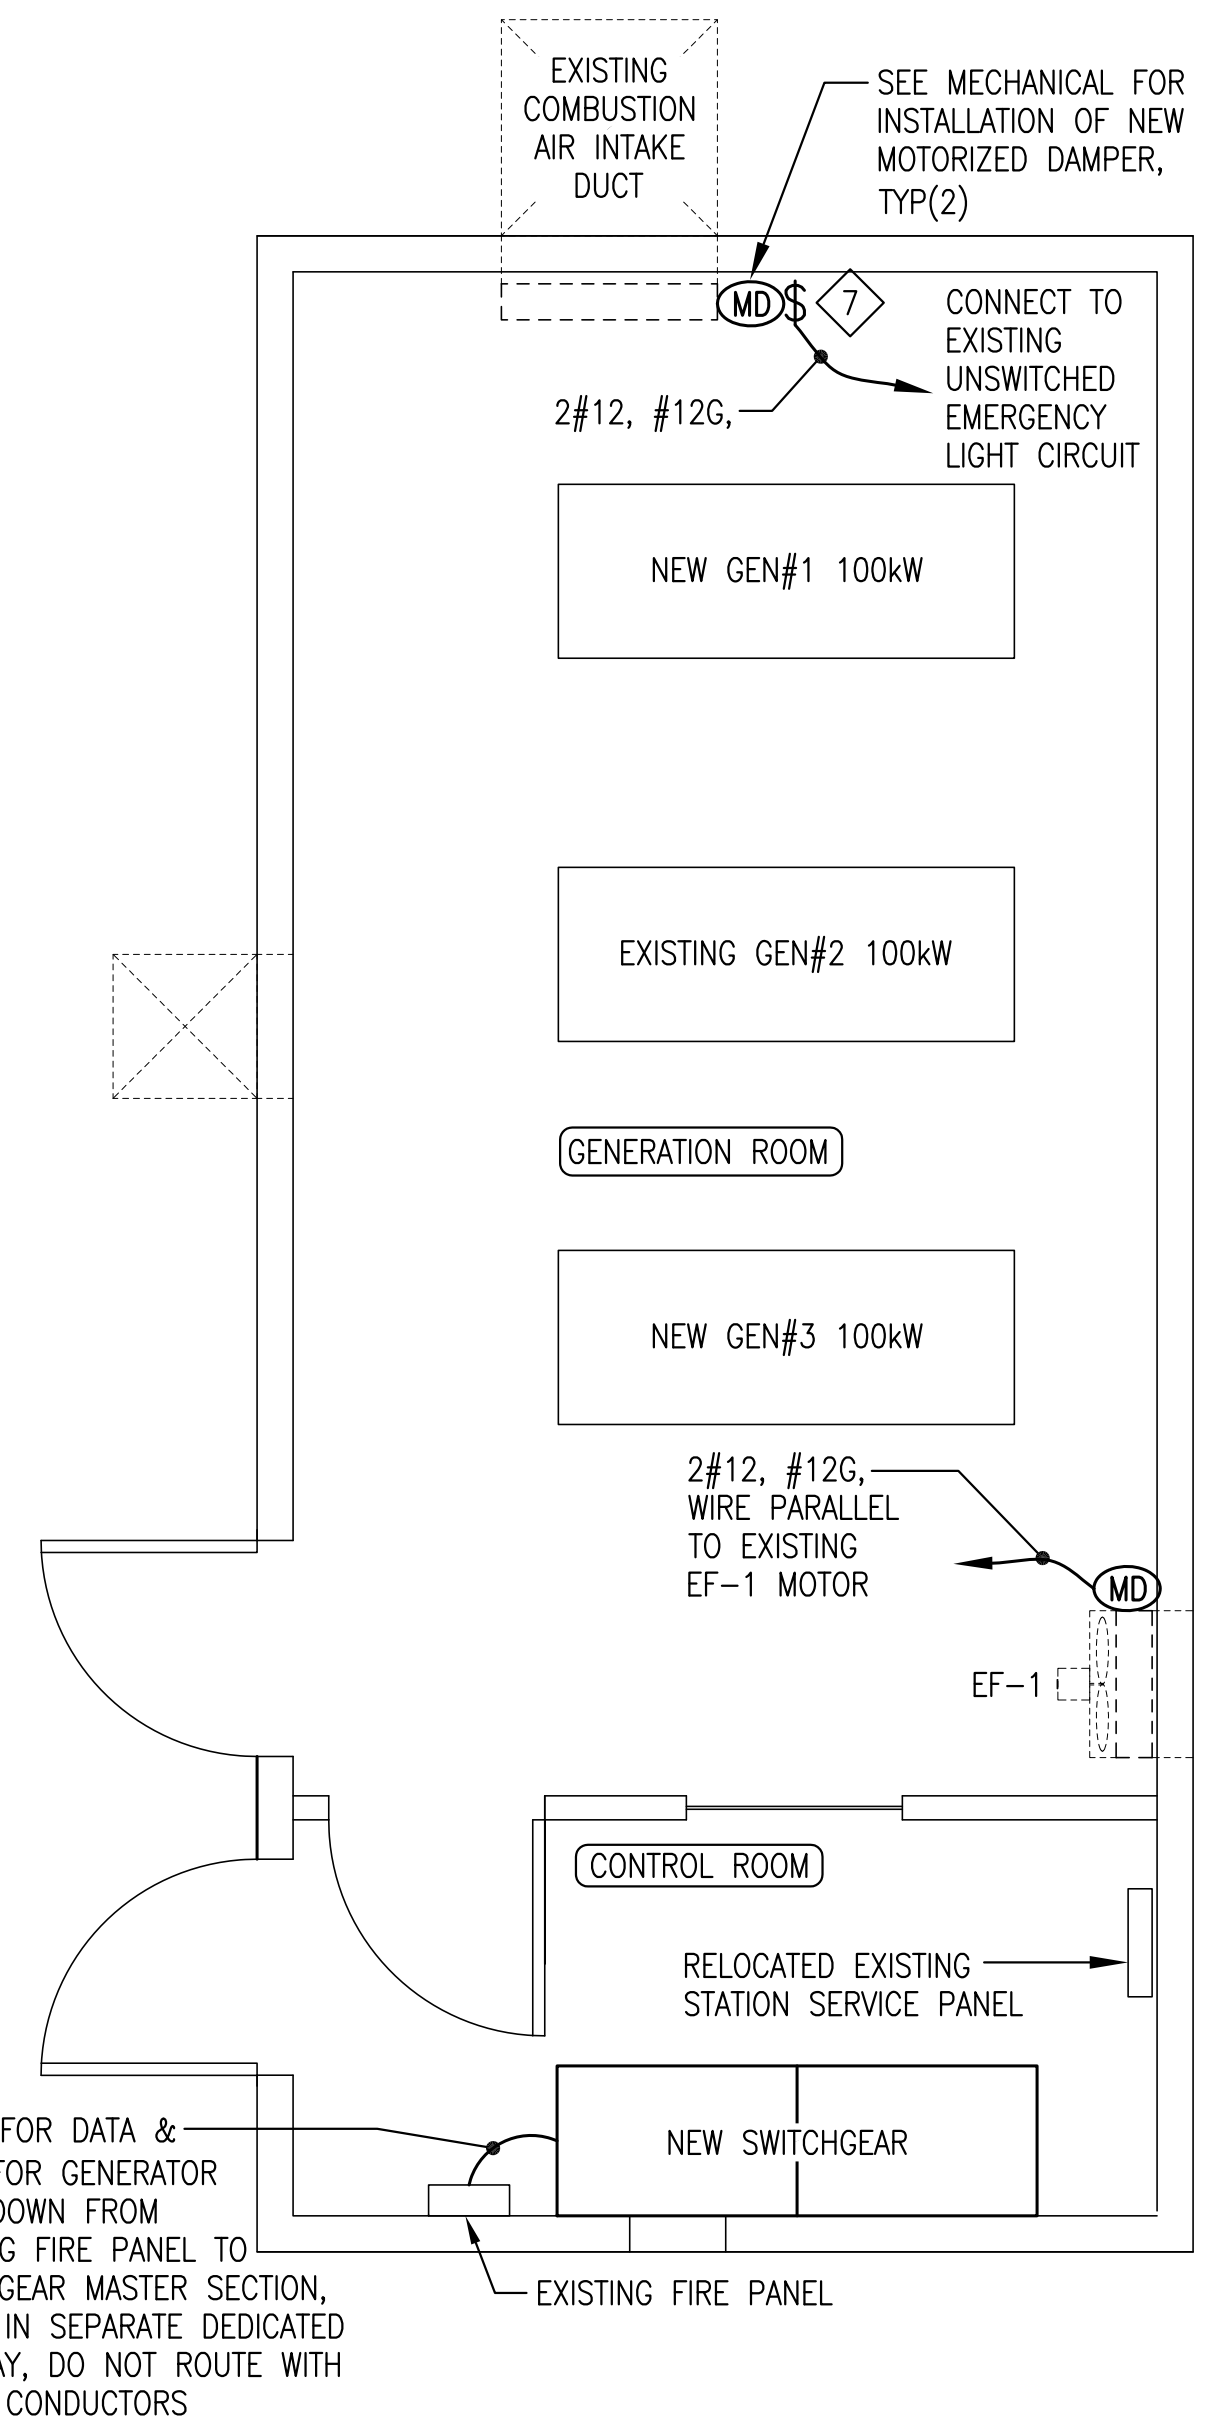 EXISTING
COMBUSTION
AIR INTAKE
DUCT
SEE MECHANICAL FOR
INSTALLATION OF NEW
MOTORIZED DAMPER,
TYP(2)
MD $ 7
CONNECT TO
EXISTING
UNSWITCHED
EMERGENCY
LIGHT CIRCUIT
2#12, #12G,
NEW GEN#1 100kW
EXISTING GEN#2 100kW
GENERATION ROOM
NEW GEN#3 100kW
2#12, #12G,
WIRE PARALLEL
TO EXISTING
EF-1 MOTOR
MD
EF-1
CONTROL ROOM
RELOCATED EXISTING
STATION SERVICE PANEL
NEW SWITCHGEAR
FOR DATA &
FOR GENERATOR
DOWN FROM
G FIRE PANEL TO
GEAR MASTER SECTION,
IN SEPARATE DEDICATED
AY, DO NOT ROUTE WITH
CONDUCTORS
EXISTING FIRE PANEL